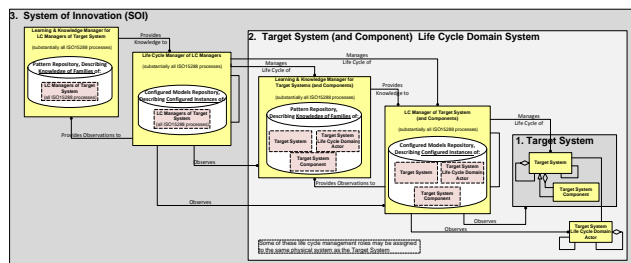 3. System of Innovation (SOI)
2. Target System (and Component) Life Cycle Domain System
Learning & Knowledge Manager for
LC Managers of Target System
(substantially all ISO15288 processes)
Pattern Repository, Describing
Knowledge of Families of:
LC Managers of Target
System
(all ISO15288 processes)
Provides
Knowledge to
Provides Observations to
Life Cycle Manager of LC Managers
(substantially all ISO15288 processes)
Configured Models Repository,
Describing Configured Instances of:
LC Managers of Target
System
(all ISO15288 processes)
Manages
Life Cycle of
Manages
Life Cycle of
Observes
Observes
Learning & Knowledge Manager for
Target Systems (and Components)
(substantially all ISO15288 processes)
Pattern Repository,
Describing Knowledge of Families of:
Target System
Target System
Life Cycle Domain
Actor
Target System
Component
Provides
Knowledge to
Provides Observations to
LC Manager of Target System
(and Components)
(substantially all ISO15288 processes)
Configured Models Repository,
Describing Configured Instances of:
Target System
Target System
Life Cycle Domain
Actor
Target System
Component
Manages
Life Cycle of
Observes
Observes
1. Target System
Target System
Target System
Component
Target System
Life Cycle Domain
Actor
Some of these life cycle management roles may be assigned
to the same physical system as the Target System